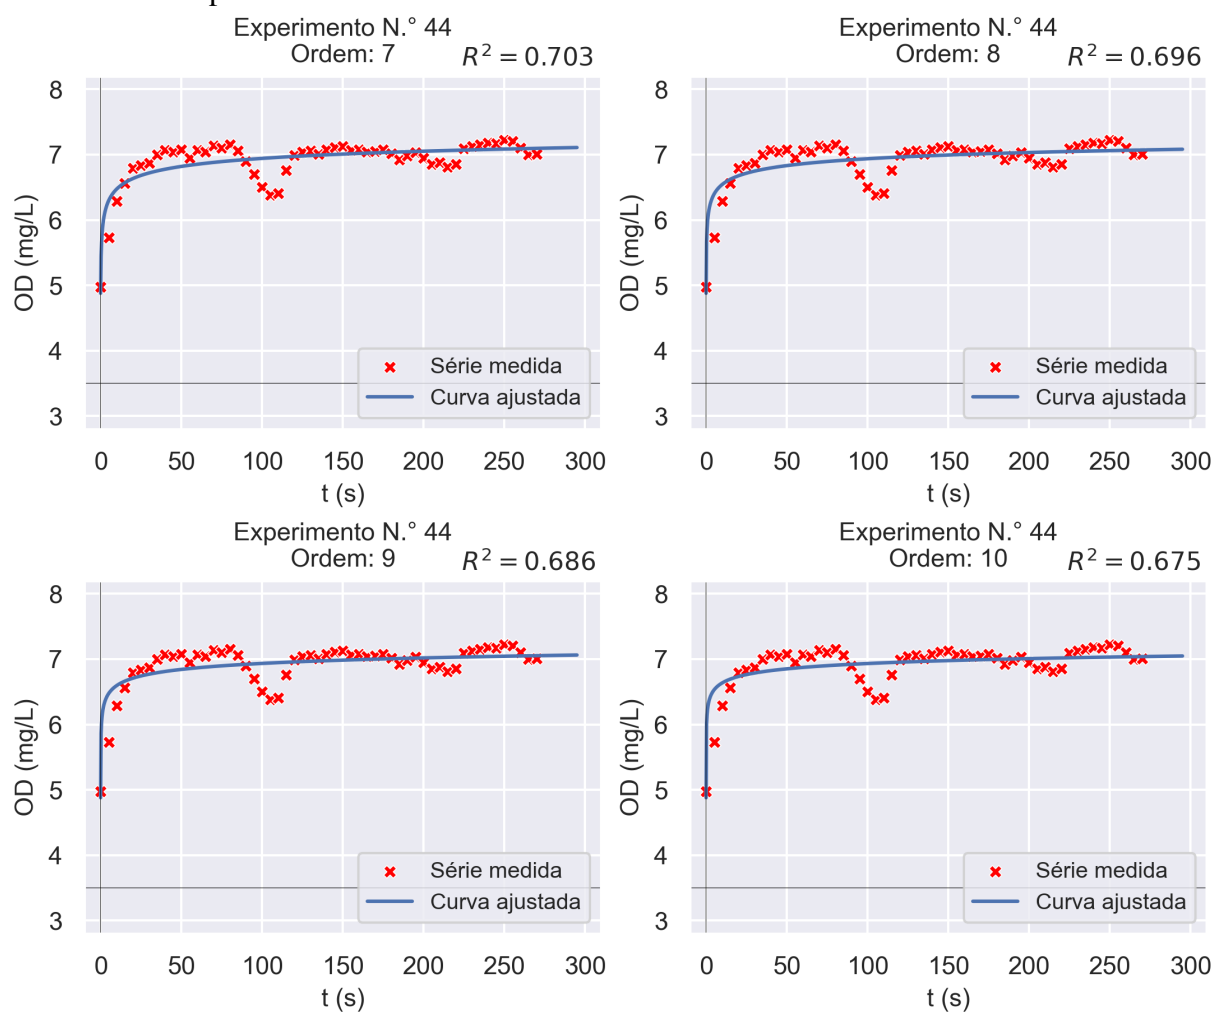 Experimento N.° 44
Ordem: 7
R² = 0.703
8
7
6
5
4
3
OD (mg/L)
Série medida
Curva ajustada
0 50 100 150 200 250 300
t (s)
Experimento N.° 44
Ordem: 8
R² = 0.696
8
7
6
5
4
3
OD (mg/L)
Série medida
Curva ajustada
0 50 100 150 200 250 300
t (s)
Experimento N.° 44
Ordem: 9
R² = 0.686
8
7
6
5
4
3
OD (mg/L)
Série medida
Curva ajustada
0 50 100 150 200 250 300
t (s)
Experimento N.° 44
Ordem: 10
R² = 0.675
8
7
6
5
4
3
OD (mg/L)
Série medida
Curva ajustada
0 50 100 150 200 250 300
t (s)